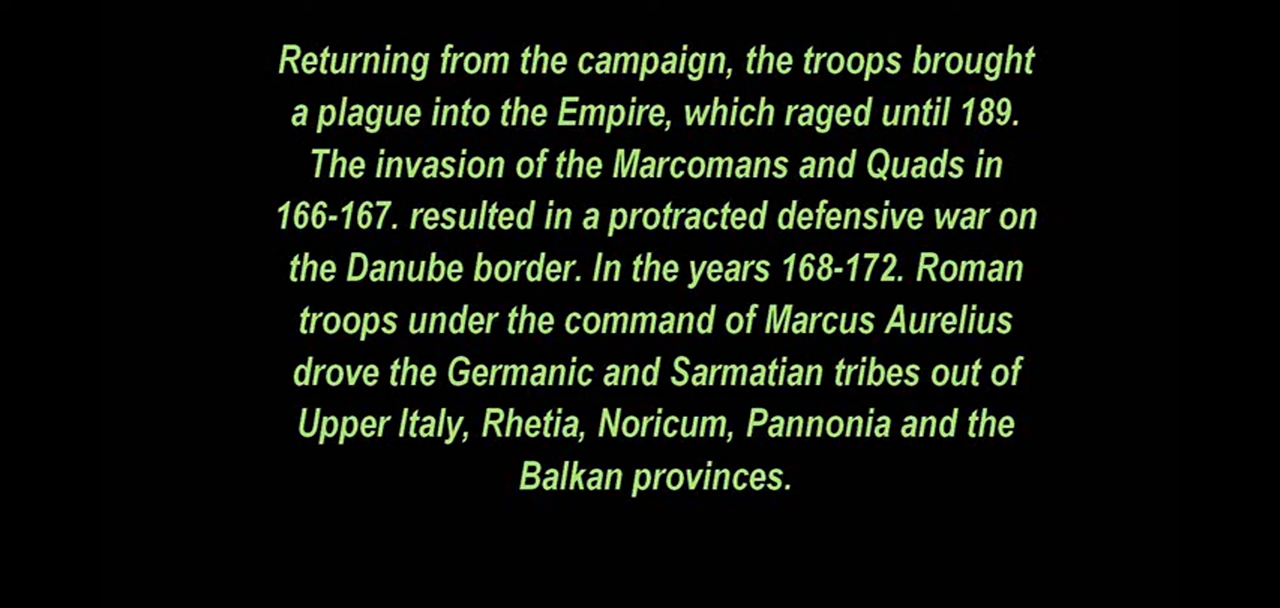 Returning from the campaign, the troops brought
a plague into the Empire, which raged until 189.
The invasion of the Marcomans and Quads in
166-167. resulted in a protracted defensive war on
the Danube border. In the years 168-172. Roman
troops under the command of Marcus Aurelius
drove the Germanic and Sarmatian tribes out of
Upper Italy, Rhetia, Noricum, Pannonia and the
Balkan provinces.